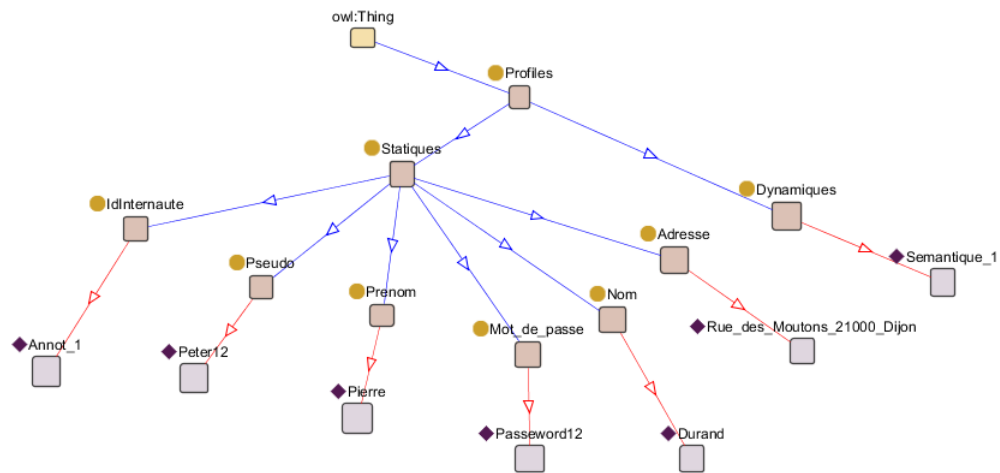 owl:Thing
Profiles
Statiques
Dynamiques
IdInternaute
Adresse
Pseudo
Semantique_1
Prenom
Nom
Mot_de_passe
Rue_des_Moutons_21000_Dijon
Annot_1
Peter12
Pierre
Passeword12
Durand